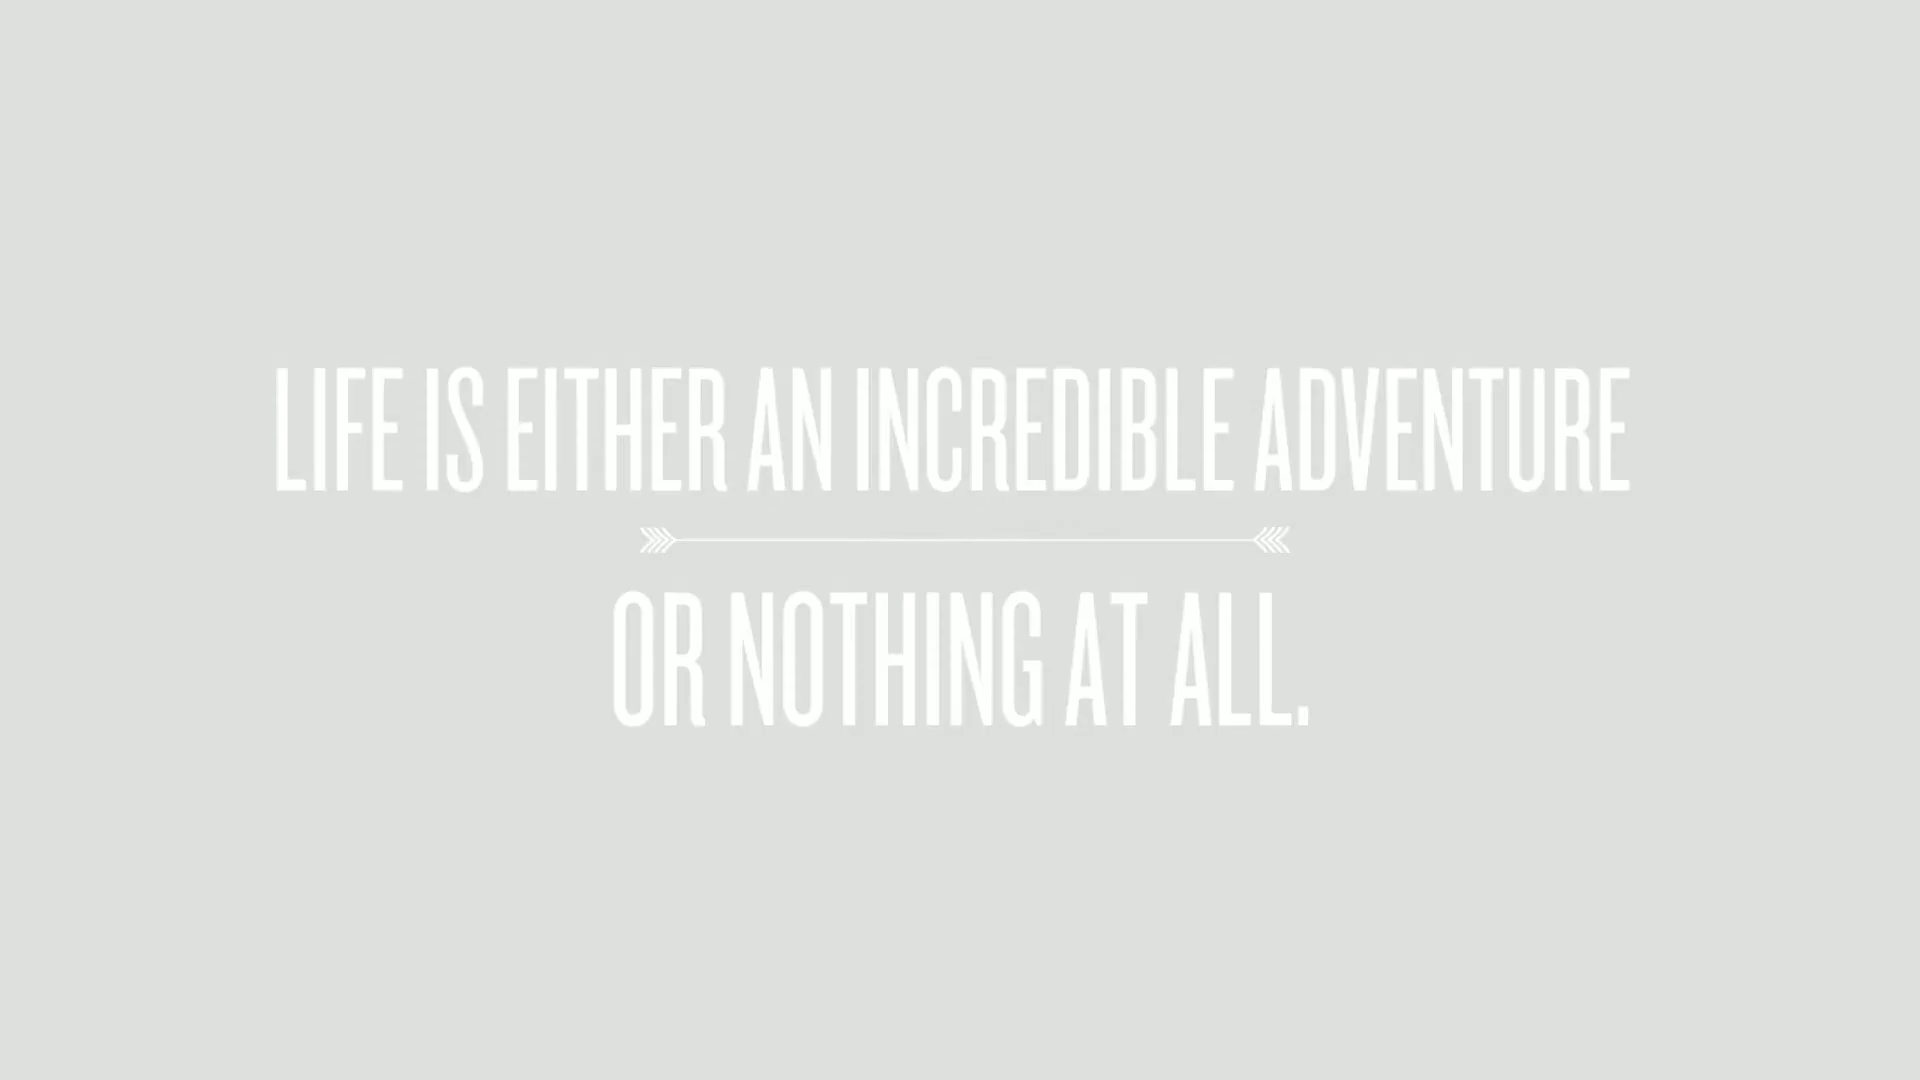 LIFE IS EITHER AN INCREDIBLE ADVENTURE
OR NOTHING AT ALL.